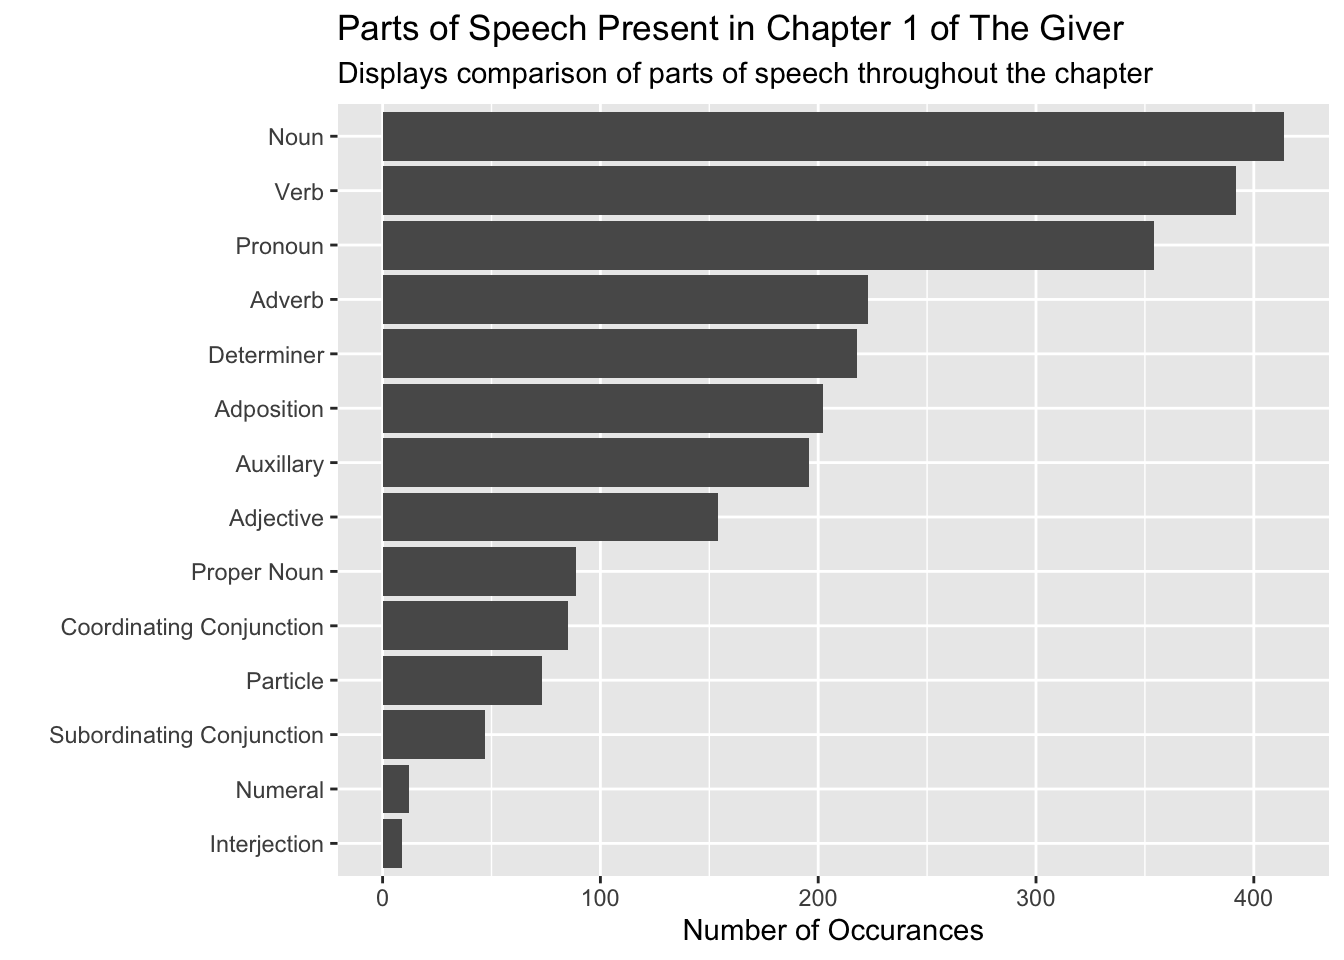 Parts of Speech Present in Chapter 1 of The Giver
Displays comparison of parts of speech throughout the chapter
Noun
Verb
Pronoun
Adverb
Determiner
Adposition
Auxillary
Adjective
Proper Noun
Coordinating Conjunction
Particle
Subordinating Conjunction
Numeral
Interjection
0 100 200 300 400
Number of Occurances